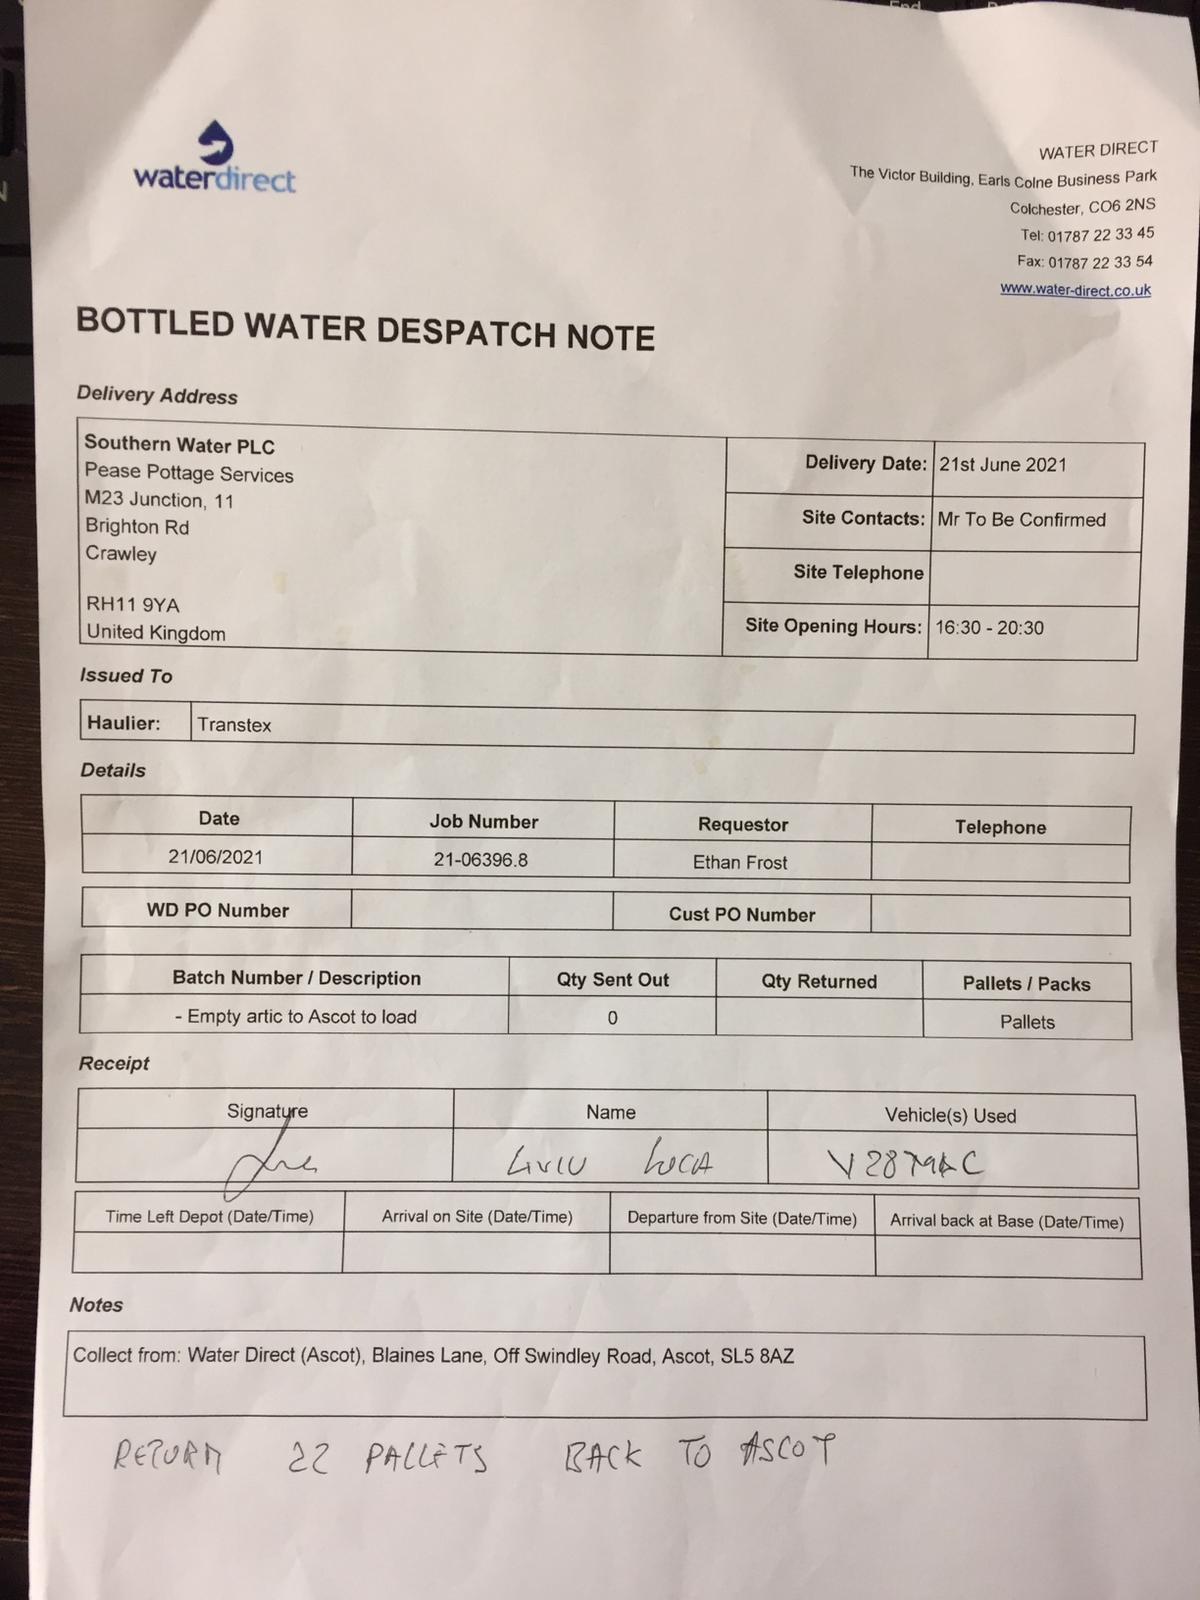 waterdirect
WATER DIRECT
The Victor Building, Earls Colne Business Park
Colchester, CO6 2NS
Tel: 01787 22 33 45
Fax: 01787 22 33 54
www.water-direct.co.uk
BOTTLED WATER DESPATCH NOTE
Delivery Address
Southern Water PLC
Pease Pottage Services
M23 Junction, 11
Brighton Rd
Crawley
RH11 9YA
United Kingdom
Delivery Date: 21st June 2021
Site Contacts: Mr To Be Confirmed
Site Telephone
Site Opening Hours: 16:30 - 20:30
Issued To
Haulier: Transtex
Details
Date Job Number Requestor Telephone
21/06/2021 21-06396.8 Ethan Frost
WD PO Number Cust PO Number
Batch Number / Description Qty Sent Out Qty Returned Pallets / Packs
- Empty artic to Ascot to load 0 Pallets
Receipt
Signature Name Vehicle(s) Used
LIVIU LUCA
Time Left Depot (Date/Time) Arrival on Site (Date/Time) Departure from Site (Date/Time) Arrival back at Base (Date/Time)
Notes
Collect from: Water Direct (Ascot), Blaines Lane, Off Swindley Road, Ascot, SL5 8AZ
RETURN 22 PALLETS BACK TO ASCOT
End